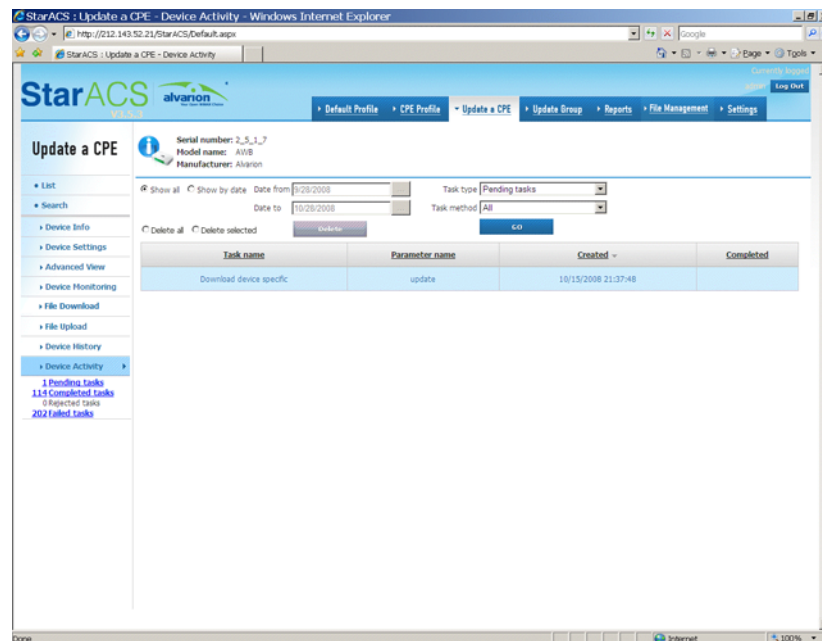 StarACS : Update a CPE - Device Activity - Windows Internet Explorer
http://212.143.52.21/StarACS/Default.aspx
Google
StarACS : Update a CPE - Device Activity
Page
Tools
Currently logged
StarACS
V3.5.3
alvarion
Log Out
Default Profile
CPE Profile
Update a CPE
Update Group
Reports
File Management
Settings
Update a CPE
Serial number: 2_5_1_7
Model name: AWB
Manufacturer: Alvarion
List
Search
Device Info
Device Settings
Advanced View
Device Monitoring
File Download
File Upload
Device History
Device Activity
1 Pending tasks
114 Completed tasks
0 Rejected tasks
202 Failed tasks
Show all Show by date Date from 9/28/2008 Task type Pending tasks
Date to 10/28/2008 Task method All
Delete all Delete selected Delete GO
Task name Parameter name Created Completed
Download device specific update 10/15/2008 21:37:48
Done Internet 100%